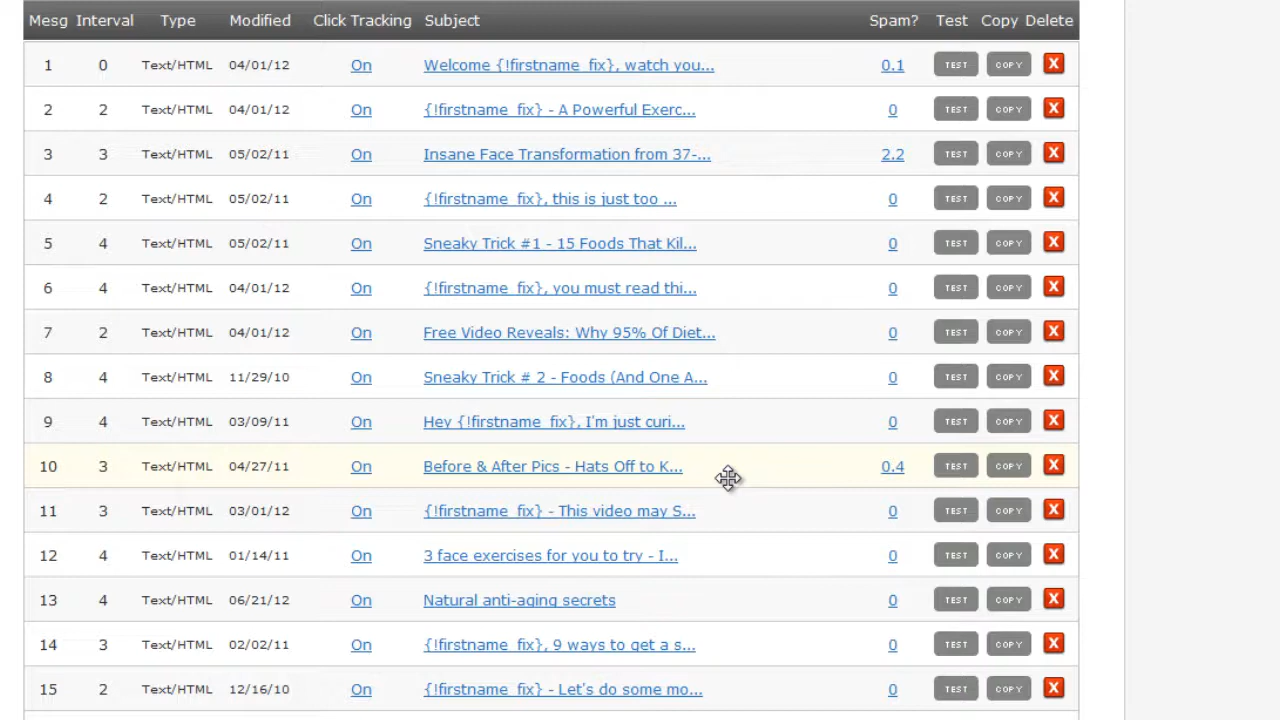 Mesg Interval Type Modified Click Tracking Subject Spam? Test Copy Delete
1 0 Text/HTML 04/01/12 On Welcome {!firstname_fix}, watch you... 0.1 TEST COPY X
2 2 Text/HTML 04/01/12 On {!firstname_fix} - A Powerful Exerc... 0 TEST COPY X
3 3 Text/HTML 05/02/11 On Insane Face Transformation from 37-... 2.2 TEST COPY X
4 2 Text/HTML 05/02/11 On {!firstname_fix}, this is just too ... 0 TEST COPY X
5 4 Text/HTML 05/02/11 On Sneaky Trick #1 - 15 Foods That Kil... 0 TEST COPY X
6 4 Text/HTML 04/01/12 On {!firstname_fix}, you must read thi... 0 TEST COPY X
7 2 Text/HTML 04/01/12 On Free Video Reveals: Why 95% Of Diet... 0 TEST COPY X
8 4 Text/HTML 11/29/10 On Sneaky Trick # 2 - Foods (And One A... 0 TEST COPY X
9 4 Text/HTML 03/09/11 On Hey {!firstname_fix}, I'm just curi... 0 TEST COPY X
10 3 Text/HTML 04/27/11 On Before & After Pics - Hats Off to K... 0.4 TEST COPY X
11 3 Text/HTML 03/01/12 On {!firstname_fix} - This video may S... 0 TEST COPY X
12 4 Text/HTML 01/14/11 On 3 face exercises for you to try - I... 0 TEST COPY X
13 4 Text/HTML 06/21/12 On Natural anti-aging secrets 0 TEST COPY X
14 3 Text/HTML 02/02/11 On {!firstname_fix}, 9 ways to get a s... 0 TEST COPY X
15 2 Text/HTML 12/16/10 On {!firstname_fix} - Let's do some mo... 0 TEST COPY X